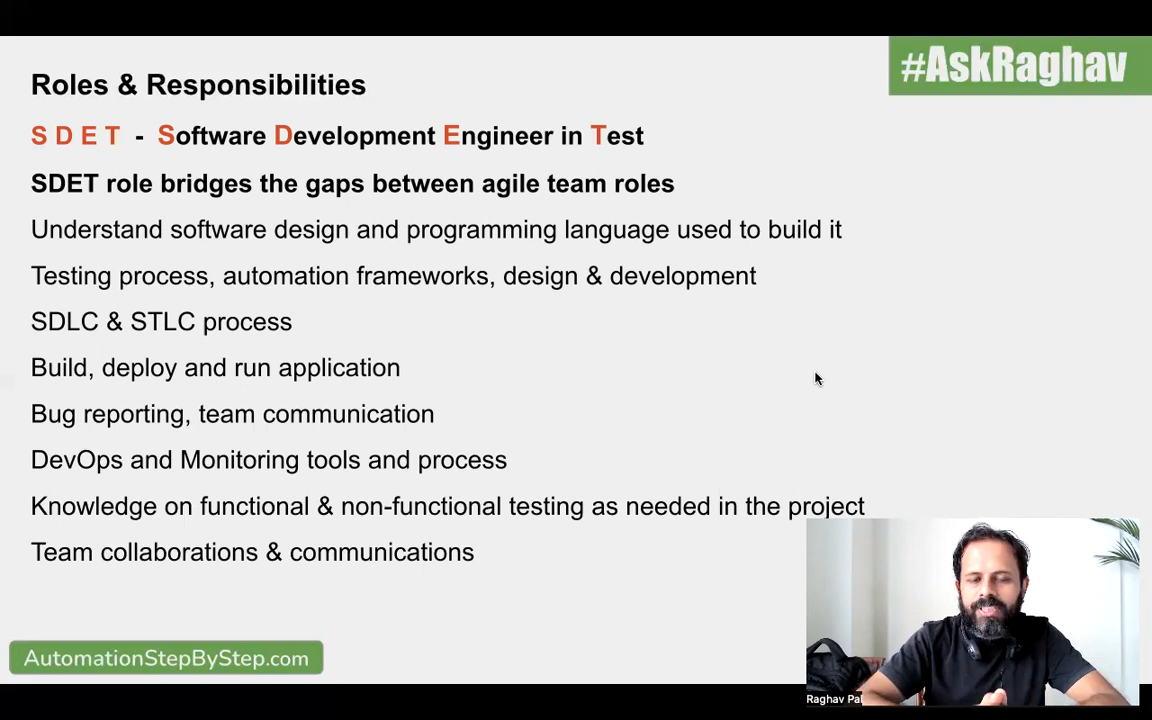 #AskRaghav
Roles & Responsibilities
S D E T - Software Development Engineer in Test
SDET role bridges the gaps between agile team roles
Understand software design and programming language used to build it
Testing process, automation frameworks, design & development
SDLC & STLC process
Build, deploy and run application
Bug reporting, team communication
DevOps and Monitoring tools and process
Knowledge on functional & non-functional testing as needed in the project
Team collaborations & communications
AutomationStepByStep.com
Raghav Pal